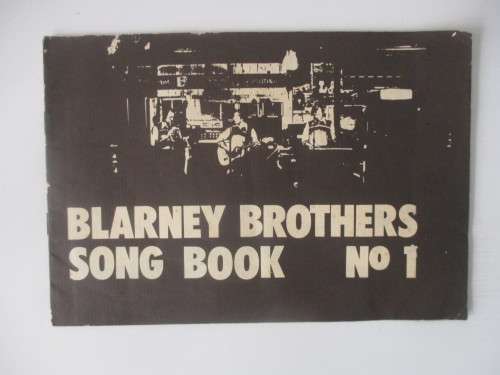 BLARNEY BROTHERS
SONG BOOK Nº 1